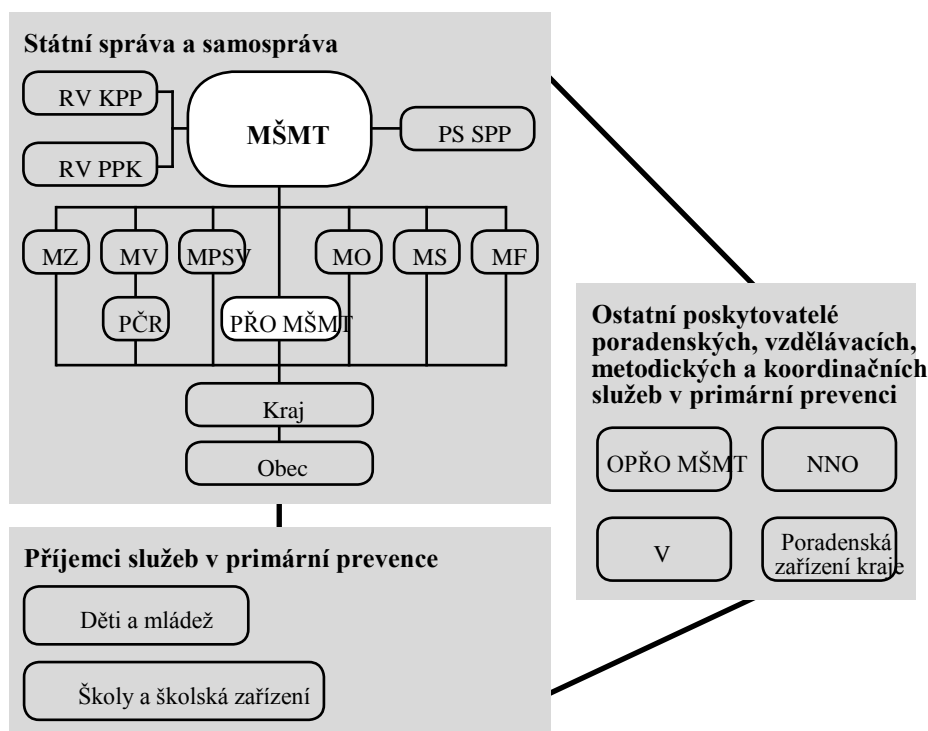 Státní správa a samospráva
RV KPP
MŠMT
PS SPP
RV PPK
MZ
MV
MPSV
MO
MS
MF
PČR
PŘO MŠMT
Kraj
Obec
Ostatní poskytovatelé
poradenských, vzdělávacích,
metodických a koordinačních
služeb v primární prevenci
OPŘO MŠMT
NNO
V
Poradenská
zařízení kraje
Příjemci služeb v primární prevence
Děti a mládež
Školy a školská zařízení